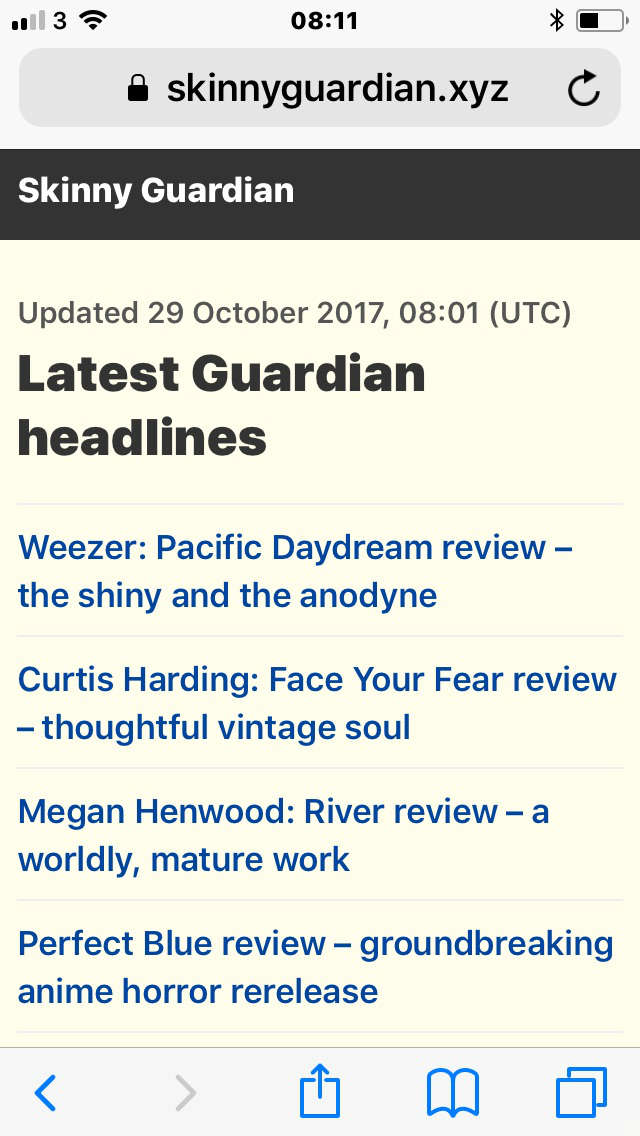 3 08:11
skinnyguardian.xyz
Skinny Guardian
Updated 29 October 2017, 08:01 (UTC)
Latest Guardian
headlines
Weezer: Pacific Daydream review –
the shiny and the anodyne
Curtis Harding: Face Your Fear review
– thoughtful vintage soul
Megan Henwood: River review – a
worldly, mature work
Perfect Blue review – groundbreaking
anime horror rerelease